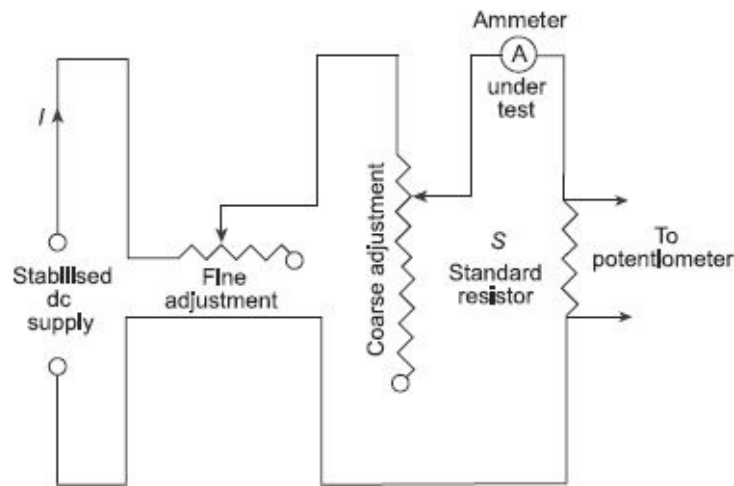 Ammeter
A
under
test
I
Coarse adjustment
S
Standard
resistor
To
potentiometer
Stabilised
dc
supply
Fine
adjustment